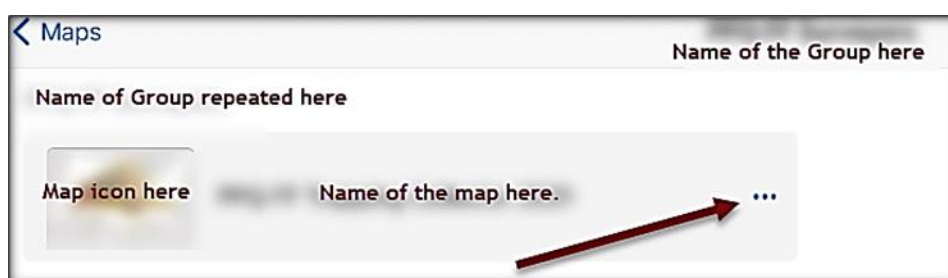 Maps
Name of the Group here
Name of Group repeated here
Map icon here
Name of the map here.
...